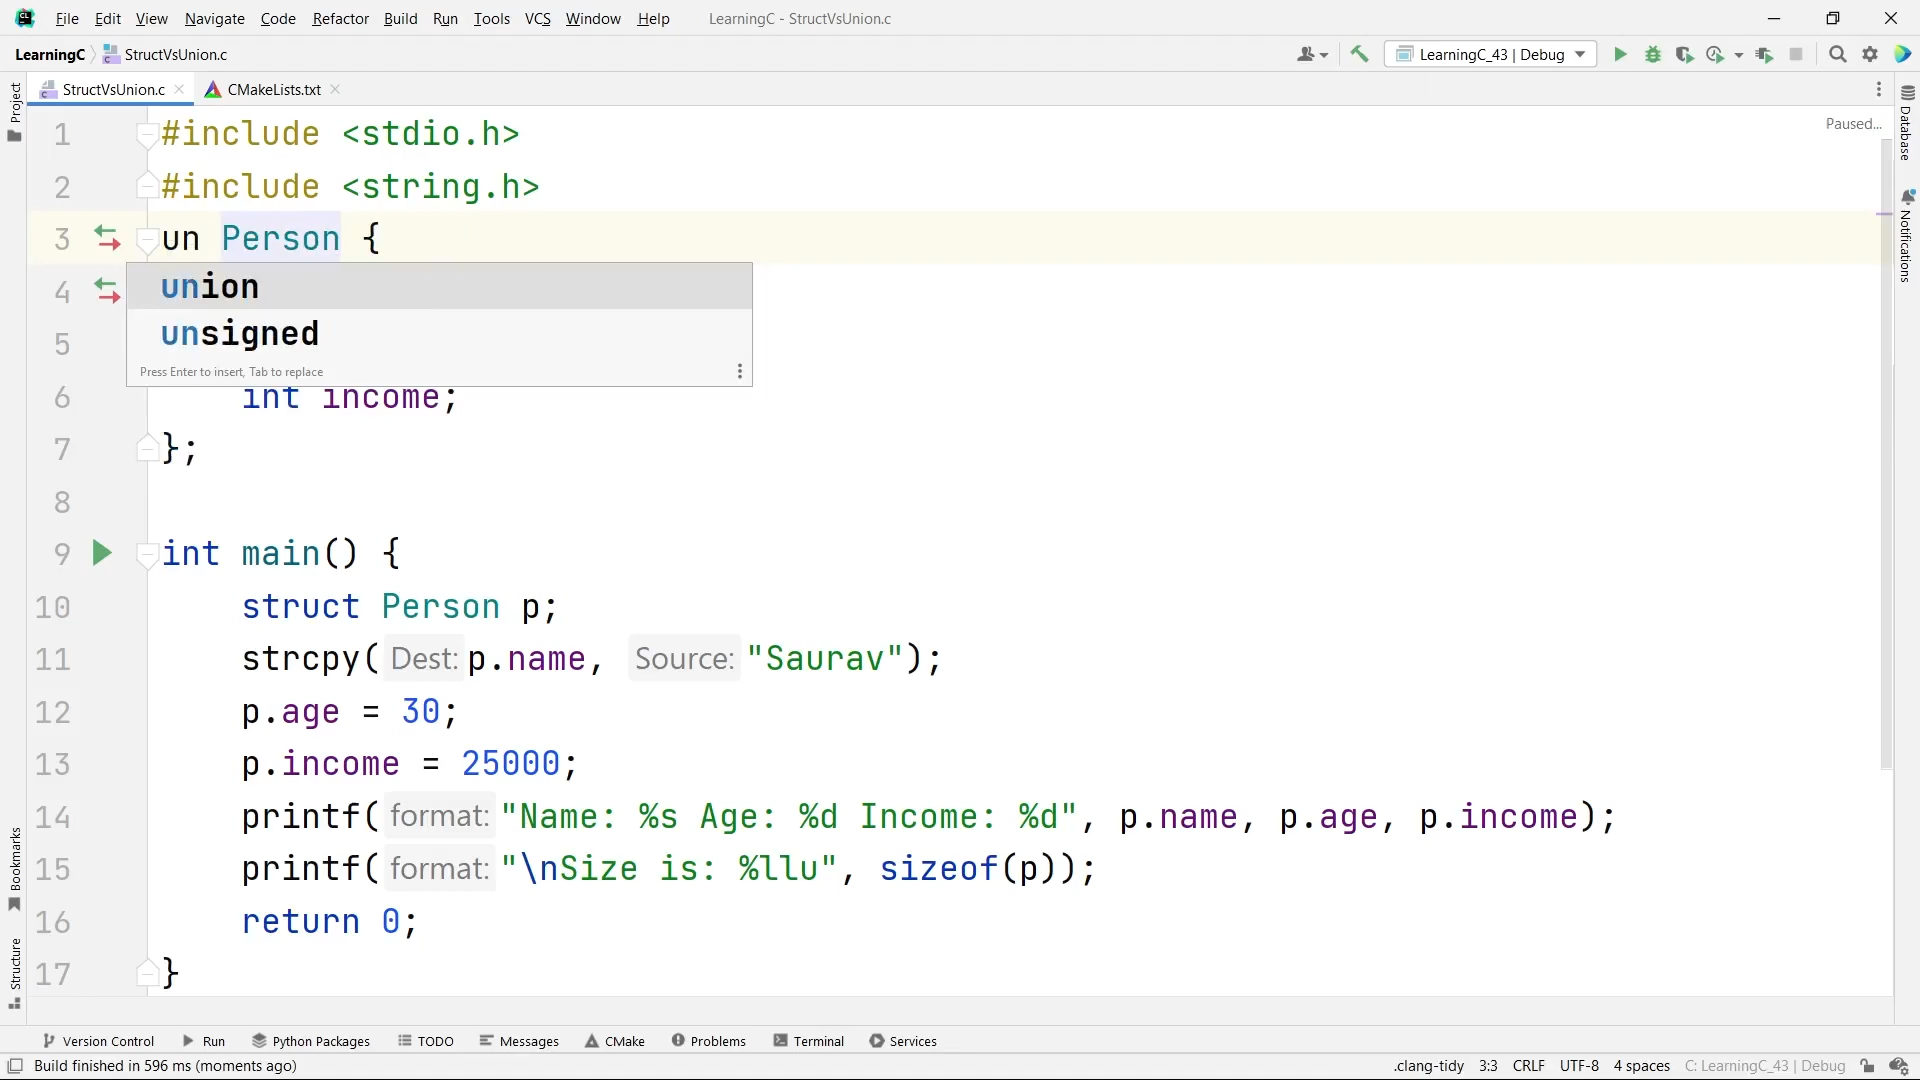 File Edit View Navigate Code Refactor Build Run Tools VCS Window Help LearningC - StructVsUnion.c
LearningC StructVsUnion.c LearningC_43 | Debug
StructVsUnion.c CMakeLists.txt
Project
Database
Notifications
Bookmarks
Structure
Paused...
1 #include <stdio.h>
2 #include <string.h>
3 un Person {
4 union
5 unsigned
Press Enter to insert, Tab to replace
6 int income;
7 };
8
9 int main() {
10 struct Person p;
11 strcpy( Dest: p.name, Source: "Saurav");
12 p.age = 30;
13 p.income = 25000;
14 printf( format: "Name: %s Age: %d Income: %d", p.name, p.age, p.income);
15 printf( format: "\nSize is: %llu", sizeof(p));
16 return 0;
17 }
Version Control Run Python Packages TODO Messages CMake Problems Terminal Services
Build finished in 596 ms (moments ago) .clang-tidy 3:3 CRLF UTF-8 4 spaces C: LearningC_43 | Debug